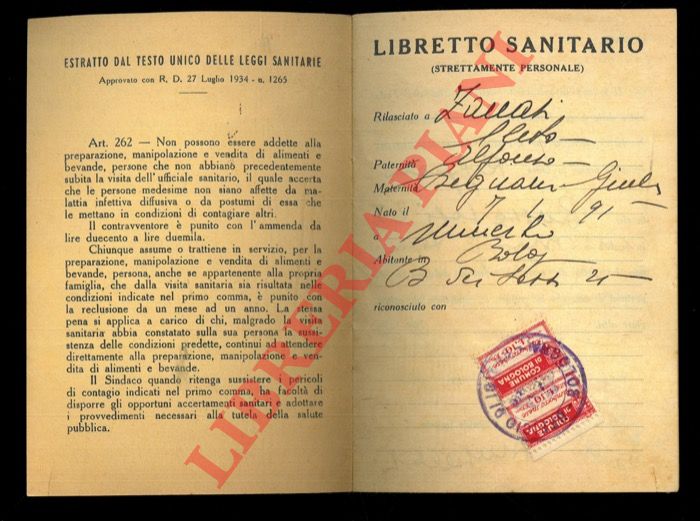 ESTRATTO DAL TESTO UNICO DELLE LEGGI SANITARIE
Approvato con R. D. 27 Luglio 1934 - n. 1265
Art. 262 — Non possono essere addette alla
preparazione, manipolazione e vendita di alimenti e
bevande, persone che non abbiano precedentemente
subita la visita dell'ufficiale sanitario, il quale accerta
che le persone medesime non siano affette da ma-
lattia infettiva diffusiva o da postumi di essa che
le mettano in condizioni di contagiare altri.
Il contravventore è punito con l'ammenda da
lire duecento a lire duemila.
Chiunque assume o trattiene in servizio, per la
preparazione, manipolazione e vendita di alimenti e
bevande, persona, anche se appartenente alla propria
famiglia, che dalla visita sanitaria sia risultata nelle
condizioni indicate nel primo comma, è punito con
la reclusione da un mese ad un anno. La stessa
pena si applica a carico di chi, malgrado la visita
sanitaria abbia constatato sulla sua persona la sus-
sistenza delle condizioni predette, continui ad attendere
direttamente alla preparazione, manipolazione e ven-
dita di alimenti e bevande.
Il Sindaco quando ritenga sussistere i pericoli
di contagio indicati nel primo comma, ha facoltà di
disporre gli opportuni accertamenti sanitari e adottare
i provvedimenti necessari alla tutela della salute
pubblica.
LIBRETTO SANITARIO
(STRETTAMENTE PERSONALE)
Rilasciato a
Paternità
Maternità
Nato il 7 1 91
a
Abitante in
riconosciuto con
COMUNE
DI BOLOGNA
LIBRERIA PIANI